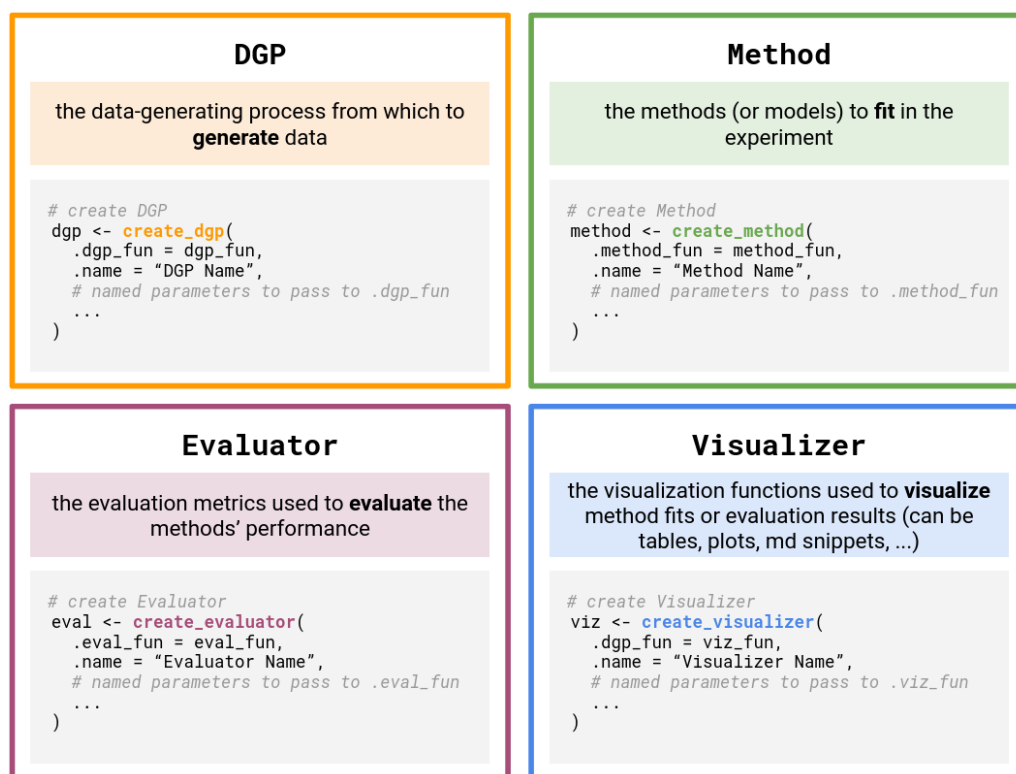 DGP
the data-generating process from which to
generate data
# create DGP
dgp <- create_dgp(
.dgp_fun = dgp_fun,
.name = “DGP Name”,
# named parameters to pass to .dgp_fun
...
)
Method
the methods (or models) to fit in the
experiment
# create Method
method <- create_method(
.method_fun = method_fun,
.name = “Method Name”,
# named parameters to pass to .method_fun
...
)
Evaluator
the evaluation metrics used to evaluate the
methods’ performance
# create Evaluator
eval <- create_evaluator(
.eval_fun = eval_fun,
.name = “Evaluator Name”,
# named parameters to pass to .eval_fun
...
)
Visualizer
the visualization functions used to visualize
method fits or evaluation results (can be
tables, plots, md snippets, ...)
# create Visualizer
viz <- create_visualizer(
.dgp_fun = viz_fun,
.name = “Visualizer Name”,
# named parameters to pass to .viz_fun
...
)